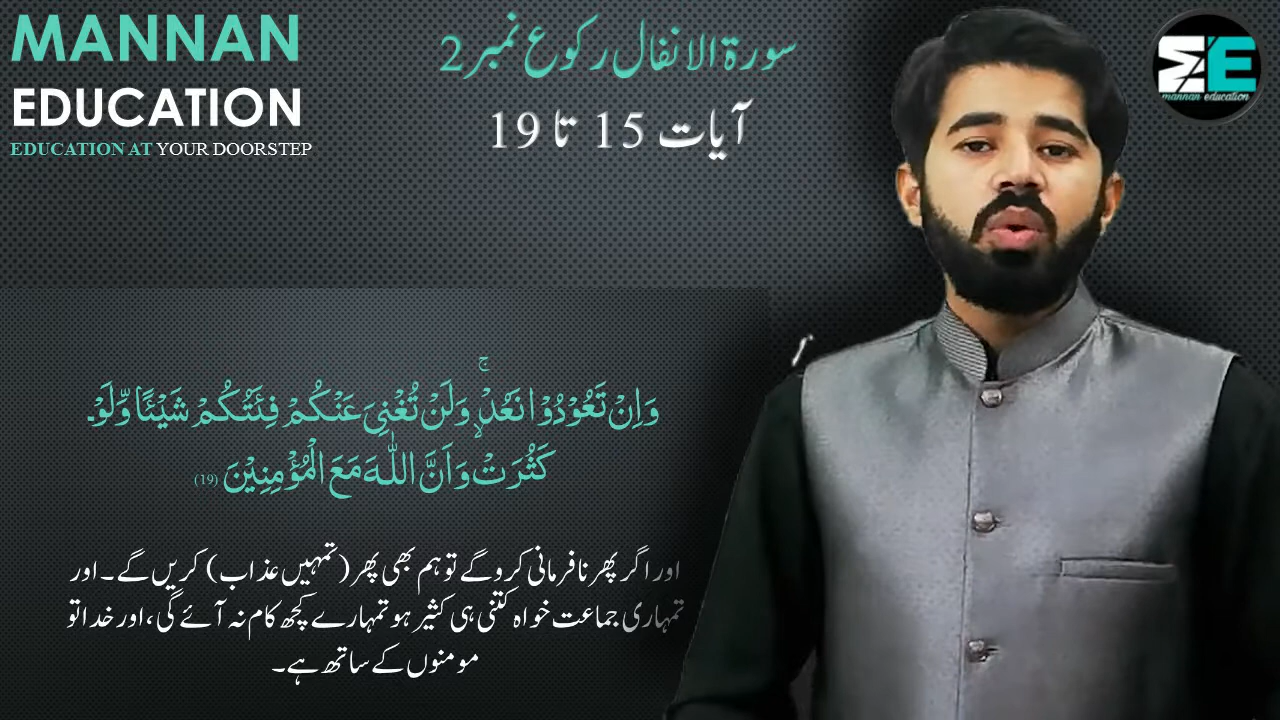 MANNAN
EDUCATION
EDUCATION AT YOUR DOORSTEP
سورۃ الانفال رکوع نمبر 2
آیات 15 تا 19
mannan education
وَاِنْ تَعُوْدُوْا نَعُدْ ۚ وَلَنْ تُغْنِیَ عَنْكُمْ فِئَتُكُمْ شَیْئًا وَّلَوْ
كَثُرَتْ ۙ وَاَنَّ اللّٰهَ مَعَ الْمُؤْمِنِیْنَ (19)
اور اگر پھر نافرمانی کرو گے تو ہم بھی پھر (تمہیں عذاب) کریں گے۔ اور
تمہاری جماعت خواہ کتنی ہی کثیر ہو تمہارے کچھ کام نہ آئے گی، اور خدا تو
مومنوں کے ساتھ ہے۔